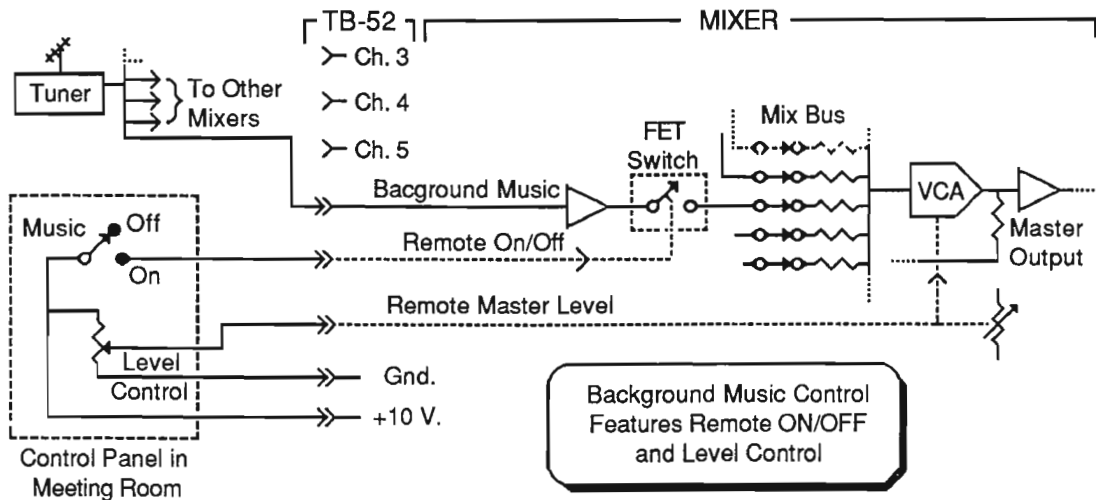 TB-52
MIXER
Tuner
To Other
Mixers
Ch. 3
Ch. 4
Ch. 5
FET
Switch
Mix Bus
VCA
Master
Output
Bacground Music
Remote On/Off
Remote Master Level
Music
Off
On
Level
Control
Gnd.
+10 V.
Control Panel in
Meeting Room
Background Music Control
Features Remote ON/OFF
and Level Control